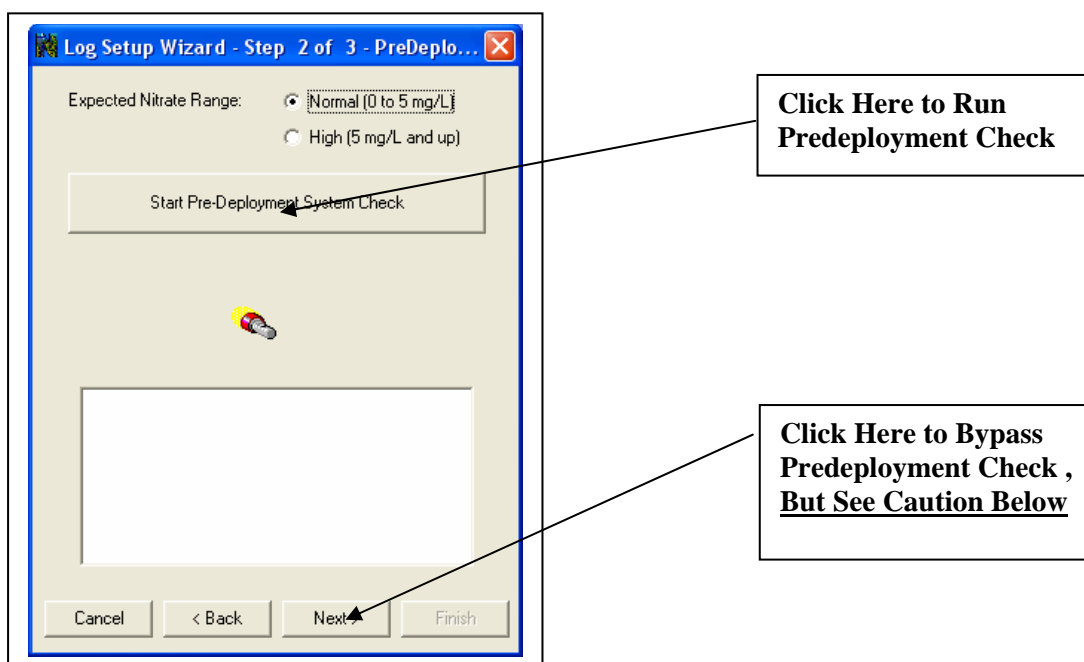 Log Setup Wizard - Step 2 of 3 - PreDeplo...
Expected Nitrate Range:
Normal (0 to 5 mg/L)
High (5 mg/L and up)
Start Pre-Deployment System Check
Cancel
< Back
Next >
Finish
Click Here to Run
Predeployment Check
Click Here to Bypass
Predeployment Check ,
But See Caution Below